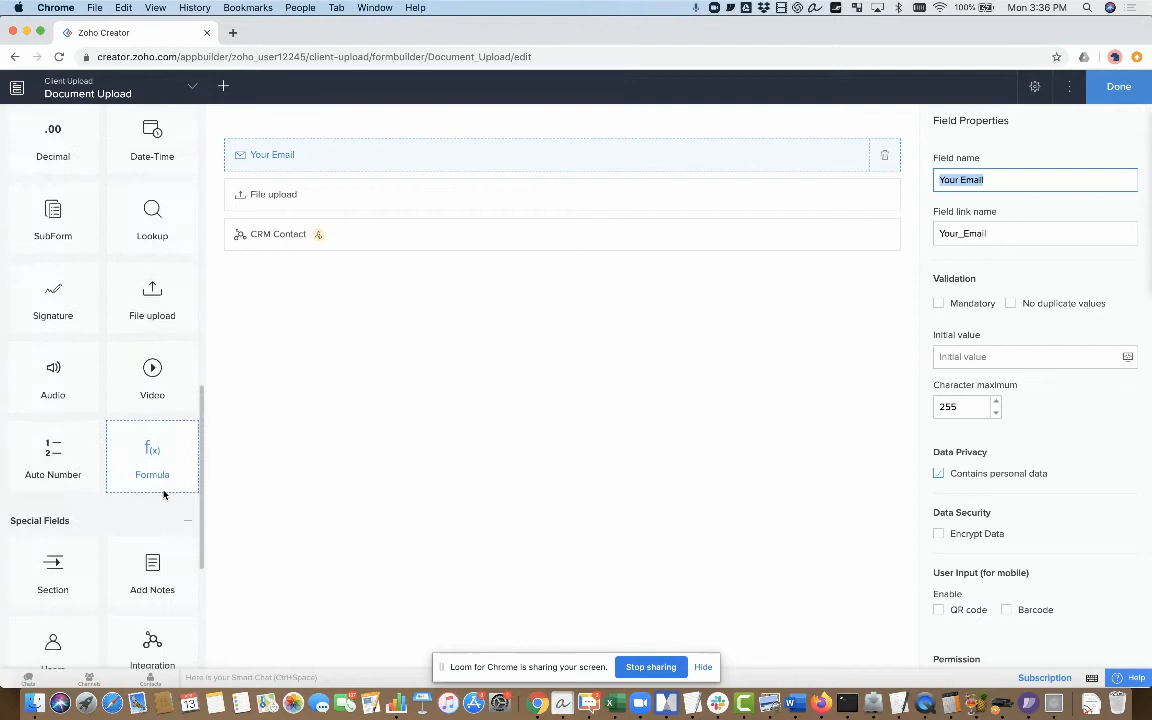 Chrome File Edit View History Bookmarks People Tab Window Help 100% Mon 3:36 PM
Zoho Creator
creator.zoho.com/appbuilder/zoho_user12245/client-upload/formbuilder/Document_Upload/edit
Client Upload
Document Upload
Done
.00
Decimal
Date-Time
SubForm
Lookup
Signature
File upload
Audio
Video
1
2
Auto Number
f(x)
Formula
Special Fields
Section
Add Notes
Users
Integration
Your Email
File upload
CRM Contact
Field Properties
Field name
Your Email
Field link name
Your_Email
Validation
Mandatory No duplicate values
Initial value
Initial value
Character maximum
255
Data Privacy
Contains personal data
Data Security
Encrypt Data
User Input (for mobile)
Enable
QR code Barcode
Permission
Loom for Chrome is sharing your screen. Stop sharing Hide
Chats Channels Contacts Here is your Smart Chat (Ctrl+Space) Subscription Help